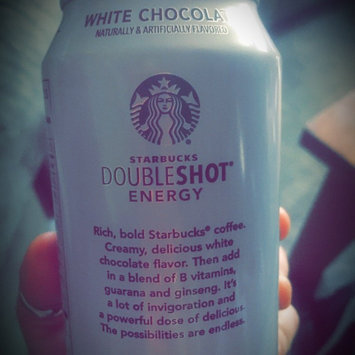 WHITE CHOCOLAT
NATURALLY & ARTIFICIALLY FLAVORED
STARBUCKS
DOUBLESHOT®
ENERGY
Rich, bold Starbucks® coffee.
Creamy, delicious white
chocolate flavor. Then add
in a blend of B vitamins,
guarana and ginseng. It's
a lot of invigoration and
a powerful dose of delicious.
The possibilities are endless.